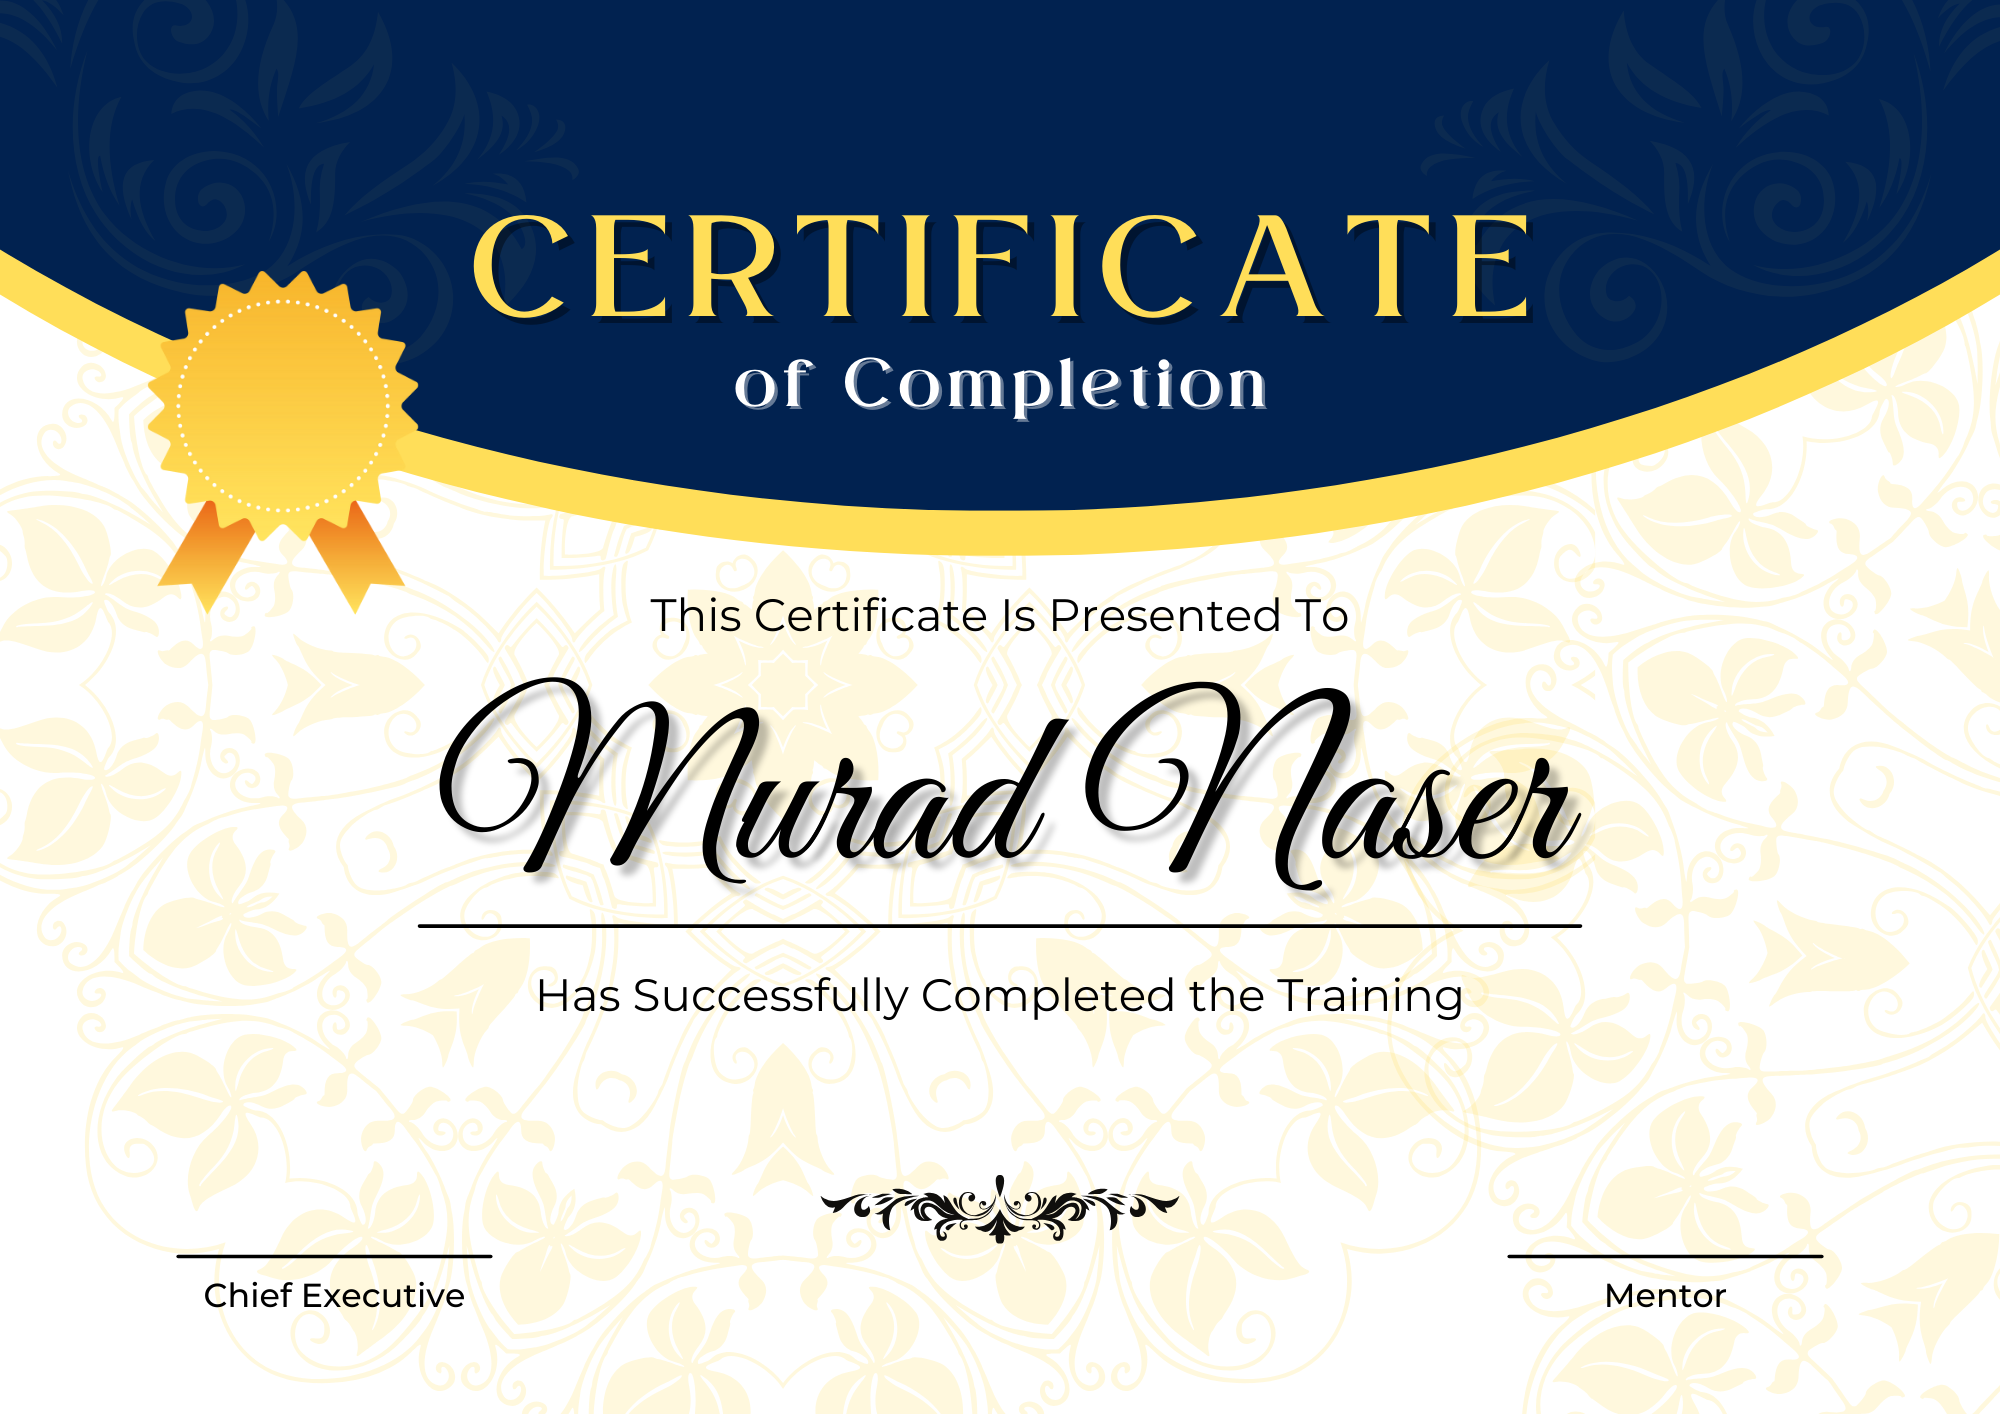 CERTIFICATE
of Completion
This Certificate Is Presented To
Murad Naser
Has Successfully Completed the Training
Chief Executive
Mentor